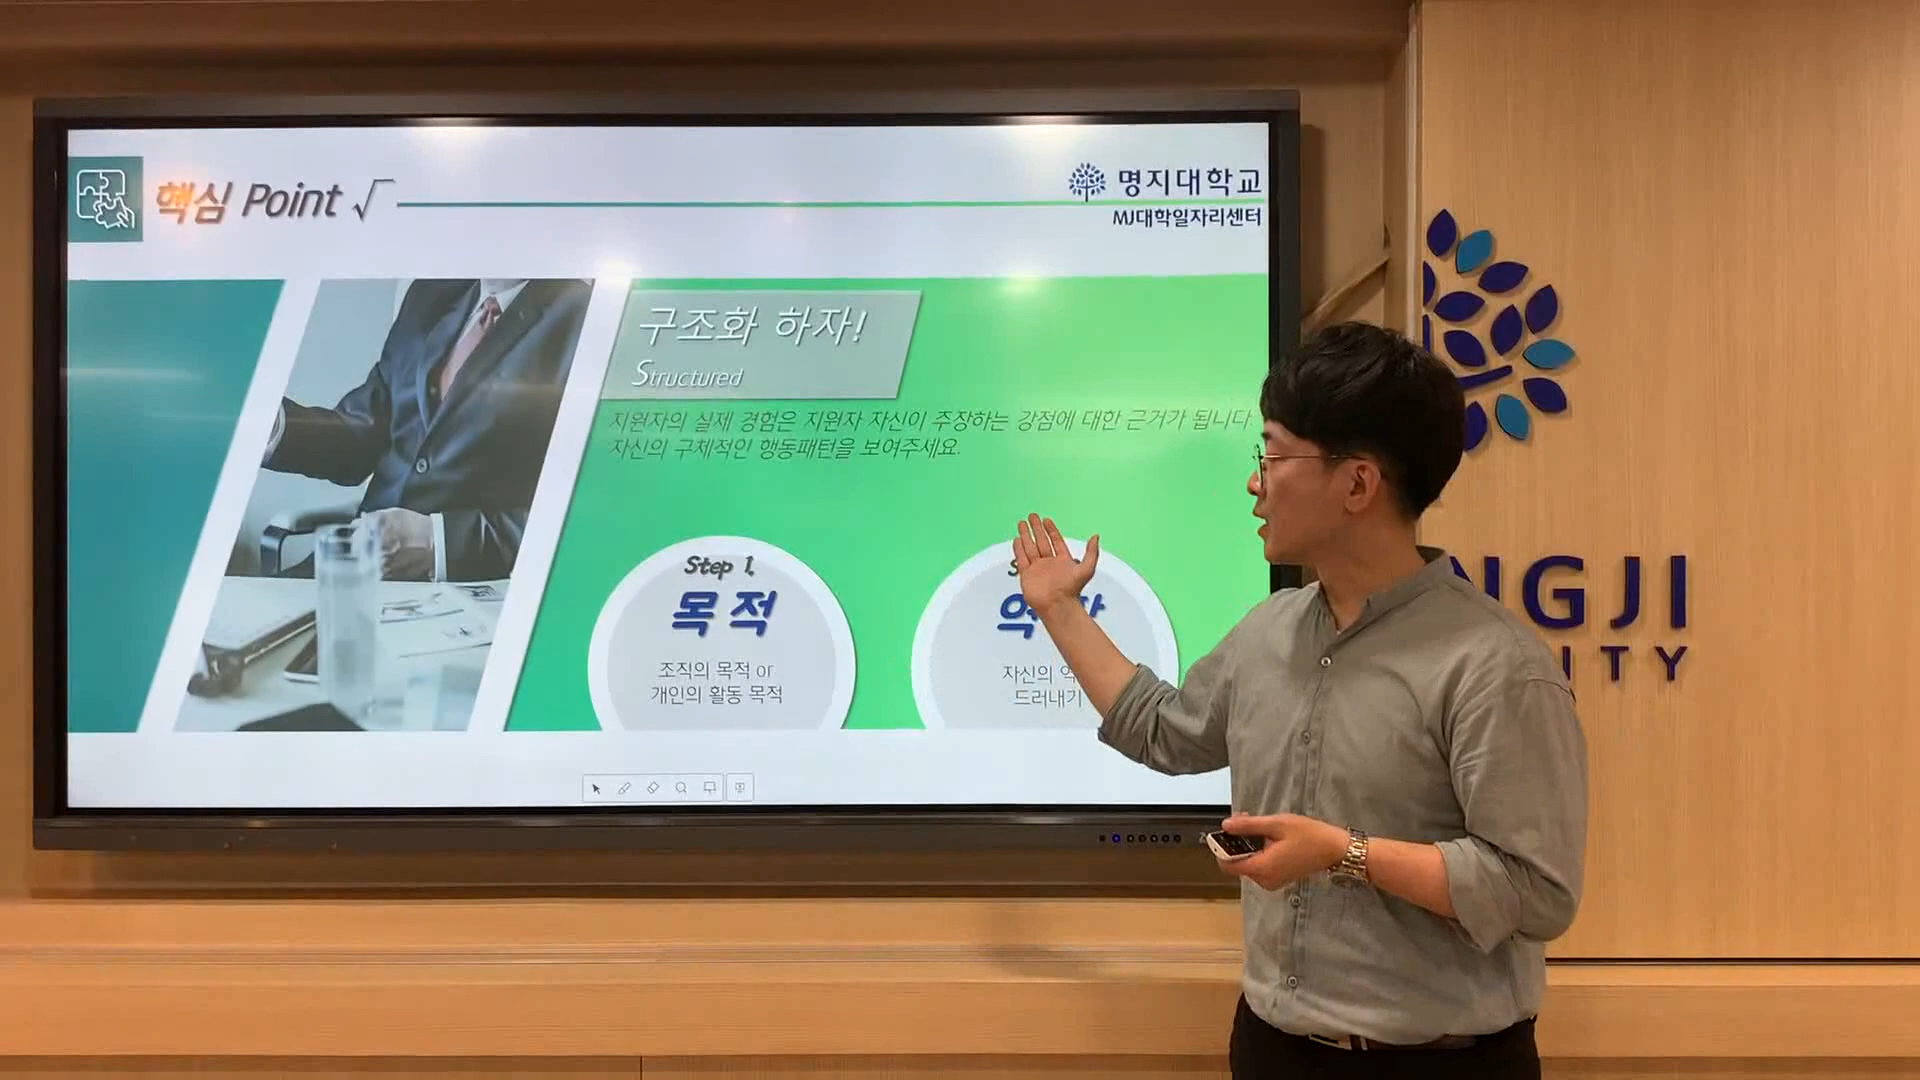 핵심 Point √
명지대학교
MJ대학일자리센터
구조화 하자!
Structured
지원자의 실제 경험은 지원자 자신이 주장하는 강점에 대한 근거가 됩니다
자신의 구체적인 행동패턴을 보여주세요.
Step 1.
목적
조직의 목적 or
개인의 활동 목적
자신의
드러내기
NGJI
ITY